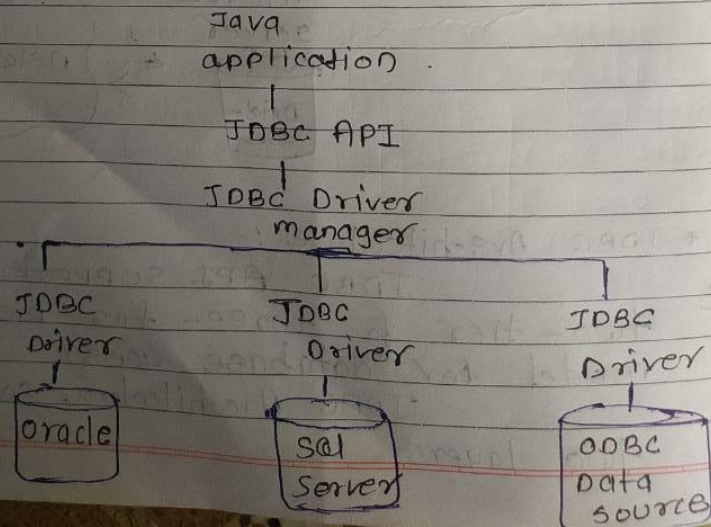 Java
application .
JDBC API
JDBC Driver
manager
JDBC
Driver
Oracle
JDBC
Driver
Sql
Server
JDBC
Driver
ODBC
Data
source